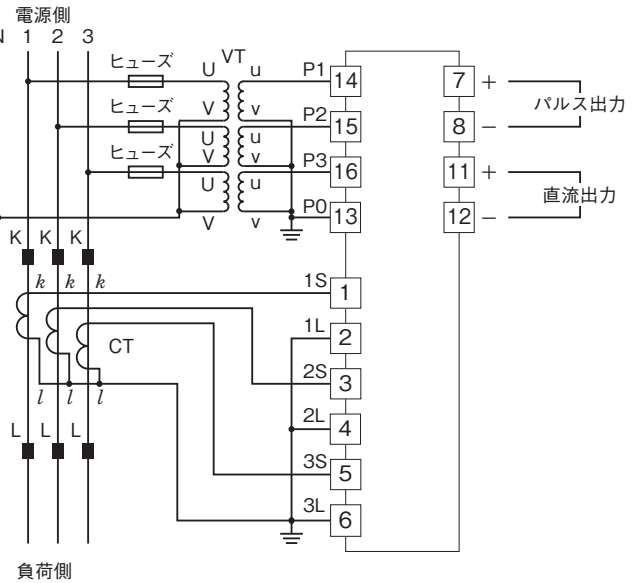 電源側
N 1 2 3
ヒューズ
ヒューズ
ヒューズ
VT
U u
V v
U u
V v
U u
V v
P1 14
P2 15
P3 16
P0 13
7 +
8 −
パルス出力
11 +
12 −
直流出力
K K K
k k k
CT
l l l
L L L
1S 1
1L 2
2S 3
2L 4
3S 5
3L 6
負荷側